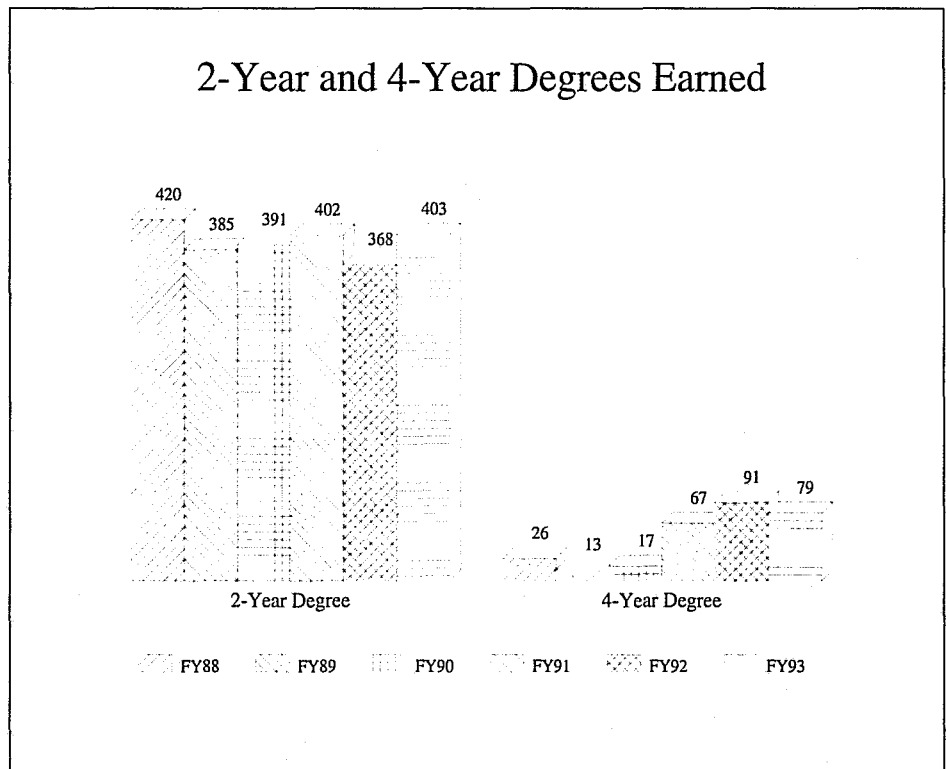 2-Year and 4-Year Degrees Earned
420 385 391 402 368 403
26 13 17 67 91 79
2-Year Degree 4-Year Degree
FY88 FY89 FY90 FY91 FY92 FY93